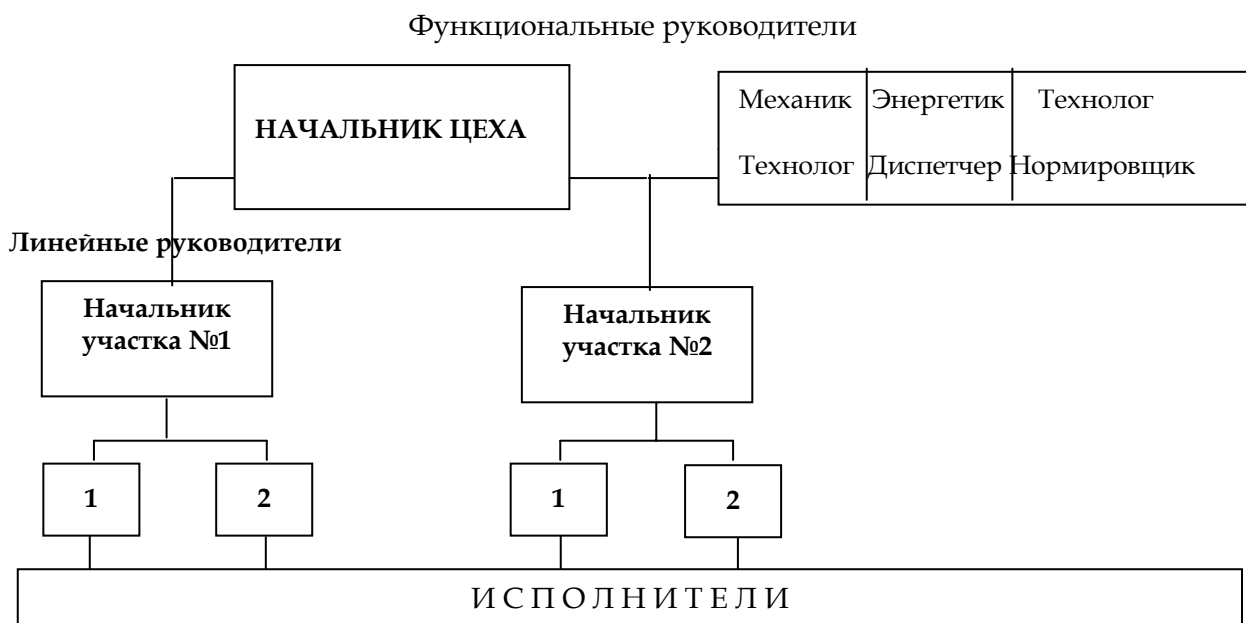 Функциональные руководители
НАЧАЛЬНИК ЦЕХА
Механик Энергетик Технолог
Технолог Диспетчер Нормировщик
Линейные руководители
Начальник
участка №1
Начальник
участка №2
1 2 1 2
ИСПОЛНИТЕЛИ